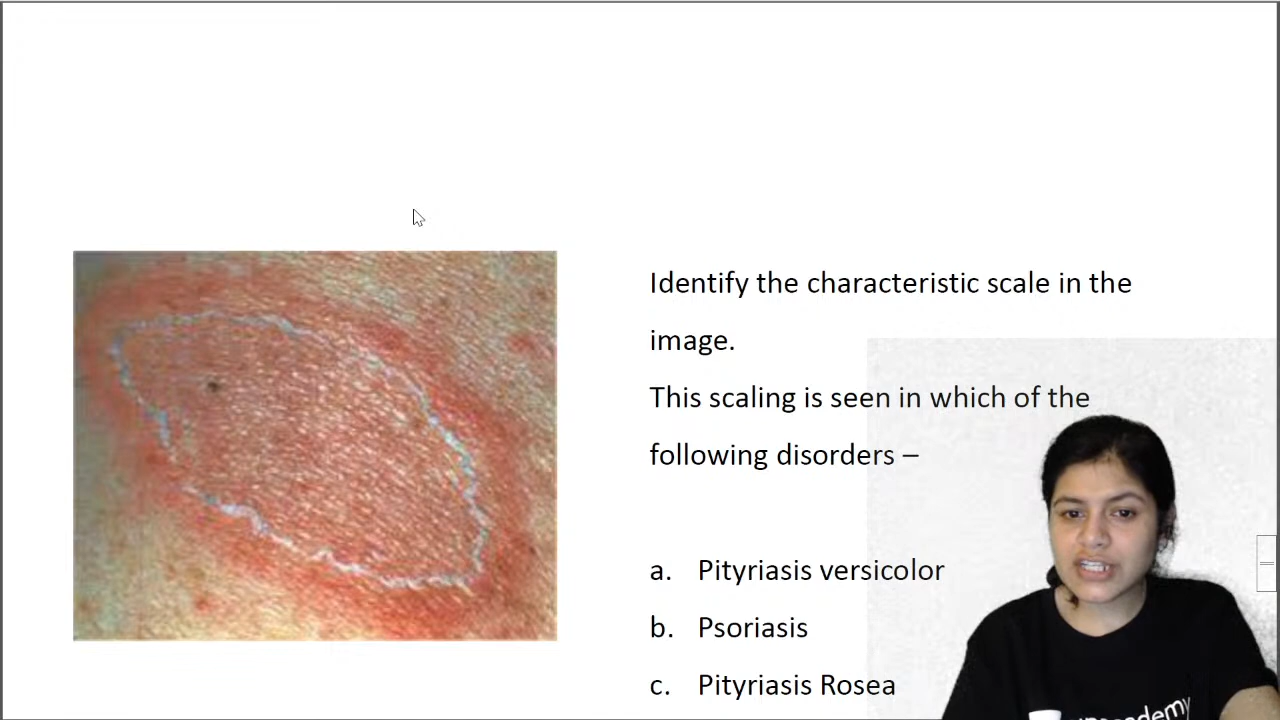 Identify the characteristic scale in the
image.
This scaling is seen in which of the
following disorders –
a. Pityriasis versicolor
b. Psoriasis
c. Pityriasis Rosea